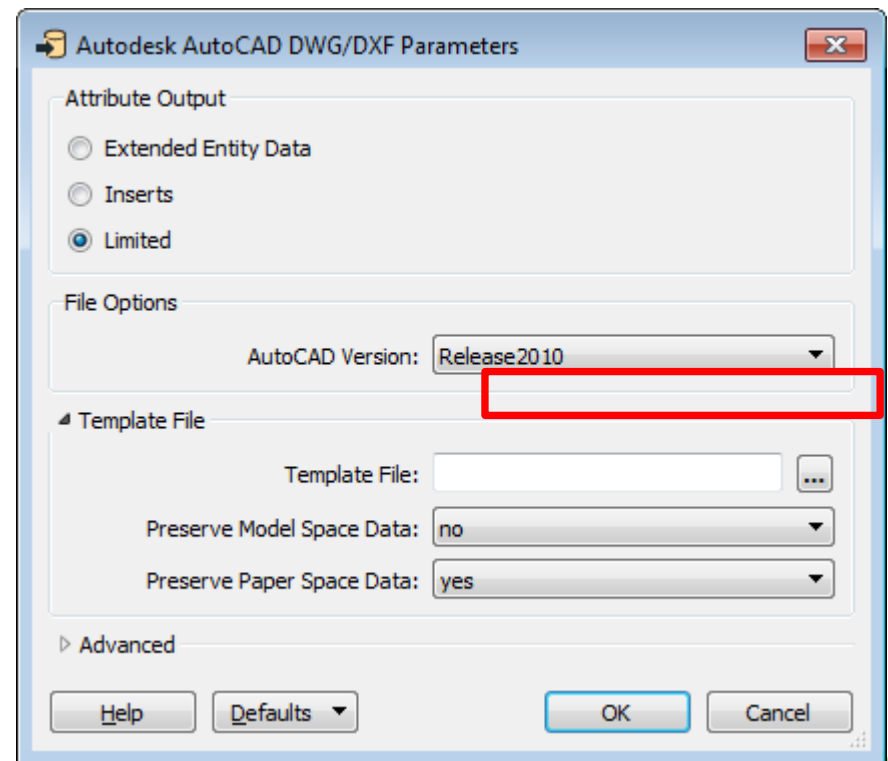 Autodesk AutoCAD DWG/DXF Parameters
Attribute Output
Extended Entity Data
Inserts
Limited
File Options
AutoCAD Version: Release2010
Template File
Template File: ...
Preserve Model Space Data: no
Preserve Paper Space Data: yes
Advanced
Help Defaults OK Cancel